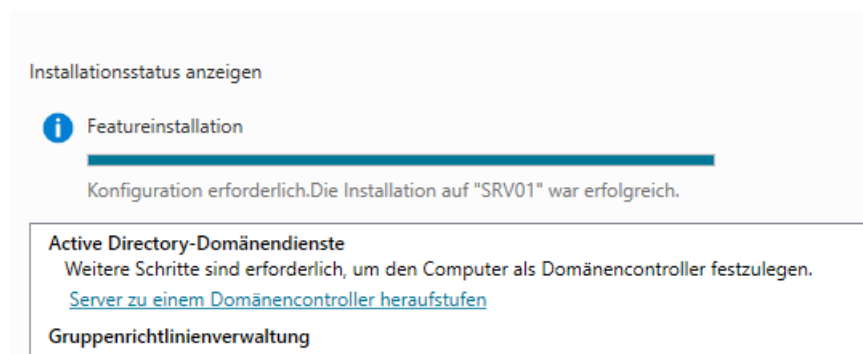 Installationsstatus anzeigen
Featureinstallation
Konfiguration erforderlich.Die Installation auf "SRV01" war erfolgreich.
Active Directory-Domänendienste
Weitere Schritte sind erforderlich, um den Computer als Domänencontroller festzulegen.
Server zu einem Domänencontroller heraufstufen
Gruppenrichtlinienverwaltung